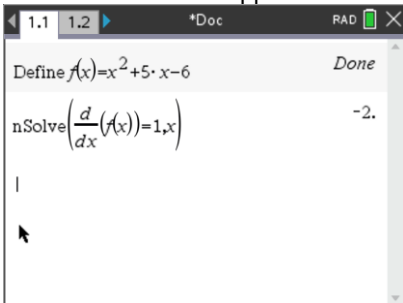 1.1 1.2 *Doc RAD
Define f(x)=x²+5·x−6 Done
nSolve(d/dx(f(x))=1,x) -2.